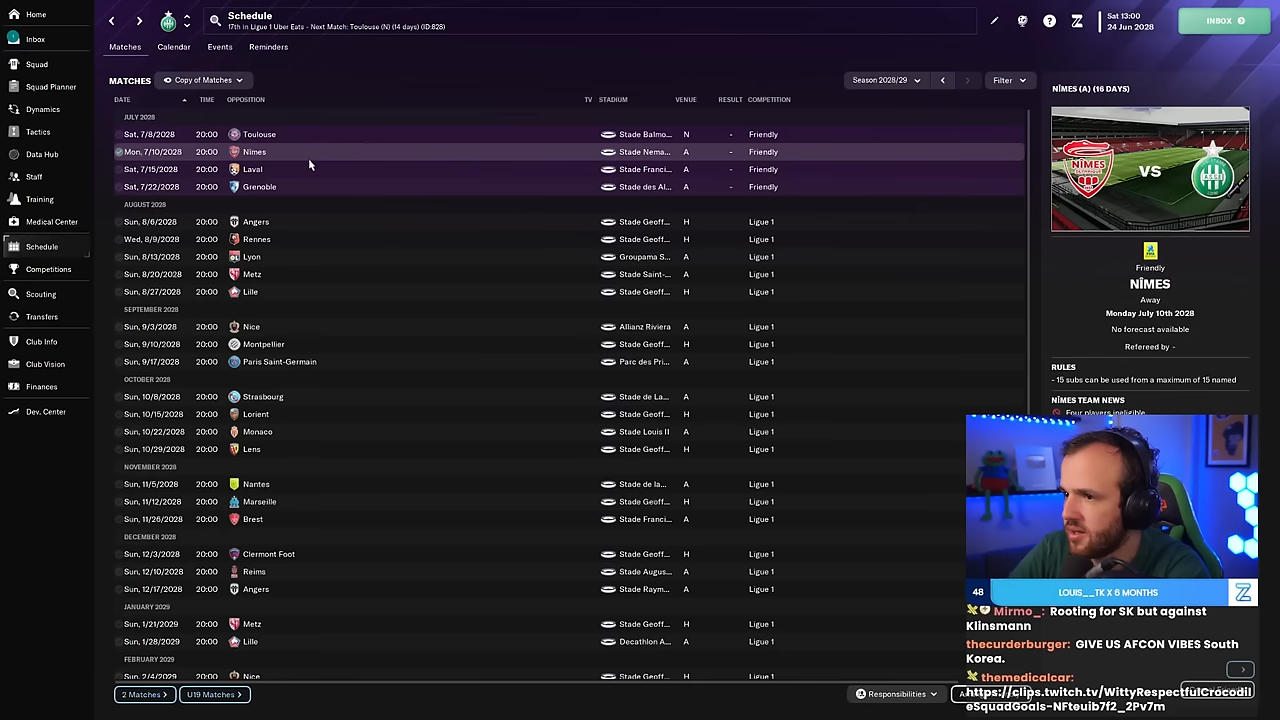 Home
Inbox
Squad
Squad Planner
Dynamics
Tactics
Data Hub
Staff
Training
Medical Center
Schedule
Competitions
Scouting
Transfers
Club Info
Club Vision
Finances
Dev. Center
Schedule
17th in Ligue 1 Uber Eats - Next Match: Toulouse (N) (14 days) (ID:828)
Sat 13:00
24 Jun 2028
INBOX
Matches Calendar Events Reminders
MATCHES Copy of Matches Season 2028/29 Filter
DATE TIME OPPOSITION TV STADIUM VENUE RESULT COMPETITION
JULY 2028
Sat, 7/8/2028 20:00 Toulouse Stade Balmo... N - Friendly
Mon, 7/10/2028 20:00 Nîmes Stade Nema... A - Friendly
Sat, 7/15/2028 20:00 Laval Stade Franci... A - Friendly
Sat, 7/22/2028 20:00 Grenoble Stade des Al... A - Friendly
AUGUST 2028
Sun, 8/6/2028 20:00 Angers Stade Geoff... H Ligue 1
Wed, 8/9/2028 20:00 Rennes Stade Geoff... H Ligue 1
Sun, 8/13/2028 20:00 Lyon Groupama S... A Ligue 1
Sun, 8/20/2028 20:00 Metz Stade Saint-... A Ligue 1
Sun, 8/27/2028 20:00 Lille Stade Geoff... H Ligue 1
SEPTEMBER 2028
Sun, 9/3/2028 20:00 Nice Allianz Riviera A Ligue 1
Sun, 9/10/2028 20:00 Montpellier Stade Geoff... H Ligue 1
Sun, 9/17/2028 20:00 Paris Saint-Germain Parc des Pri... A Ligue 1
OCTOBER 2028
Sun, 10/8/2028 20:00 Strasbourg Stade de La... A Ligue 1
Sun, 10/15/2028 20:00 Lorient Stade Geoff... H Ligue 1
Sun, 10/22/2028 20:00 Monaco Stade Louis II A Ligue 1
Sun, 10/29/2028 20:00 Lens Stade Geoff... H Ligue 1
NOVEMBER 2028
Sun, 11/5/2028 20:00 Nantes Stade de la... A Ligue 1
Sun, 11/12/2028 20:00 Marseille Stade Geoff... H Ligue 1
Sun, 11/26/2028 20:00 Brest Stade Franci... A Ligue 1
DECEMBER 2028
Sun, 12/3/2028 20:00 Clermont Foot Stade Geoff... H Ligue 1
Sun, 12/10/2028 20:00 Reims Stade Augus... A Ligue 1
Sun, 12/17/2028 20:00 Angers Stade Raym... A Ligue 1
JANUARY 2029
Sun, 1/21/2029 20:00 Metz Stade Geoff... H Ligue 1
Sun, 1/28/2029 20:00 Lille Decathlon A... A Ligue 1
FEBRUARY 2029
Sun, 2/4/2029 20:00 Nice Stade Geoff... H Ligue 1
2 Matches U19 Matches Responsibilities
NÎMES (A) (16 DAYS)
NÎMES
OLYMPIQUE
VS
Friendly
NÎMES
Away
Monday July 10th 2028
No forecast available
Refereed by -
RULES
- 15 subs can be used from a maximum of 15 named
NÎMES TEAM NEWS
Four players ineligible
48 LOUIS__TK X 6 MONTHS
Mirmo_: Rooting for SK but against
Klinsmann
thecurderburger: GIVE US AFCON VIBES South
Korea.
themedicalcar:
https://clips.twitch.tv/WittyRespectfulCrocodil
eSquadGoals-NFteuib7f2_2Pv7m